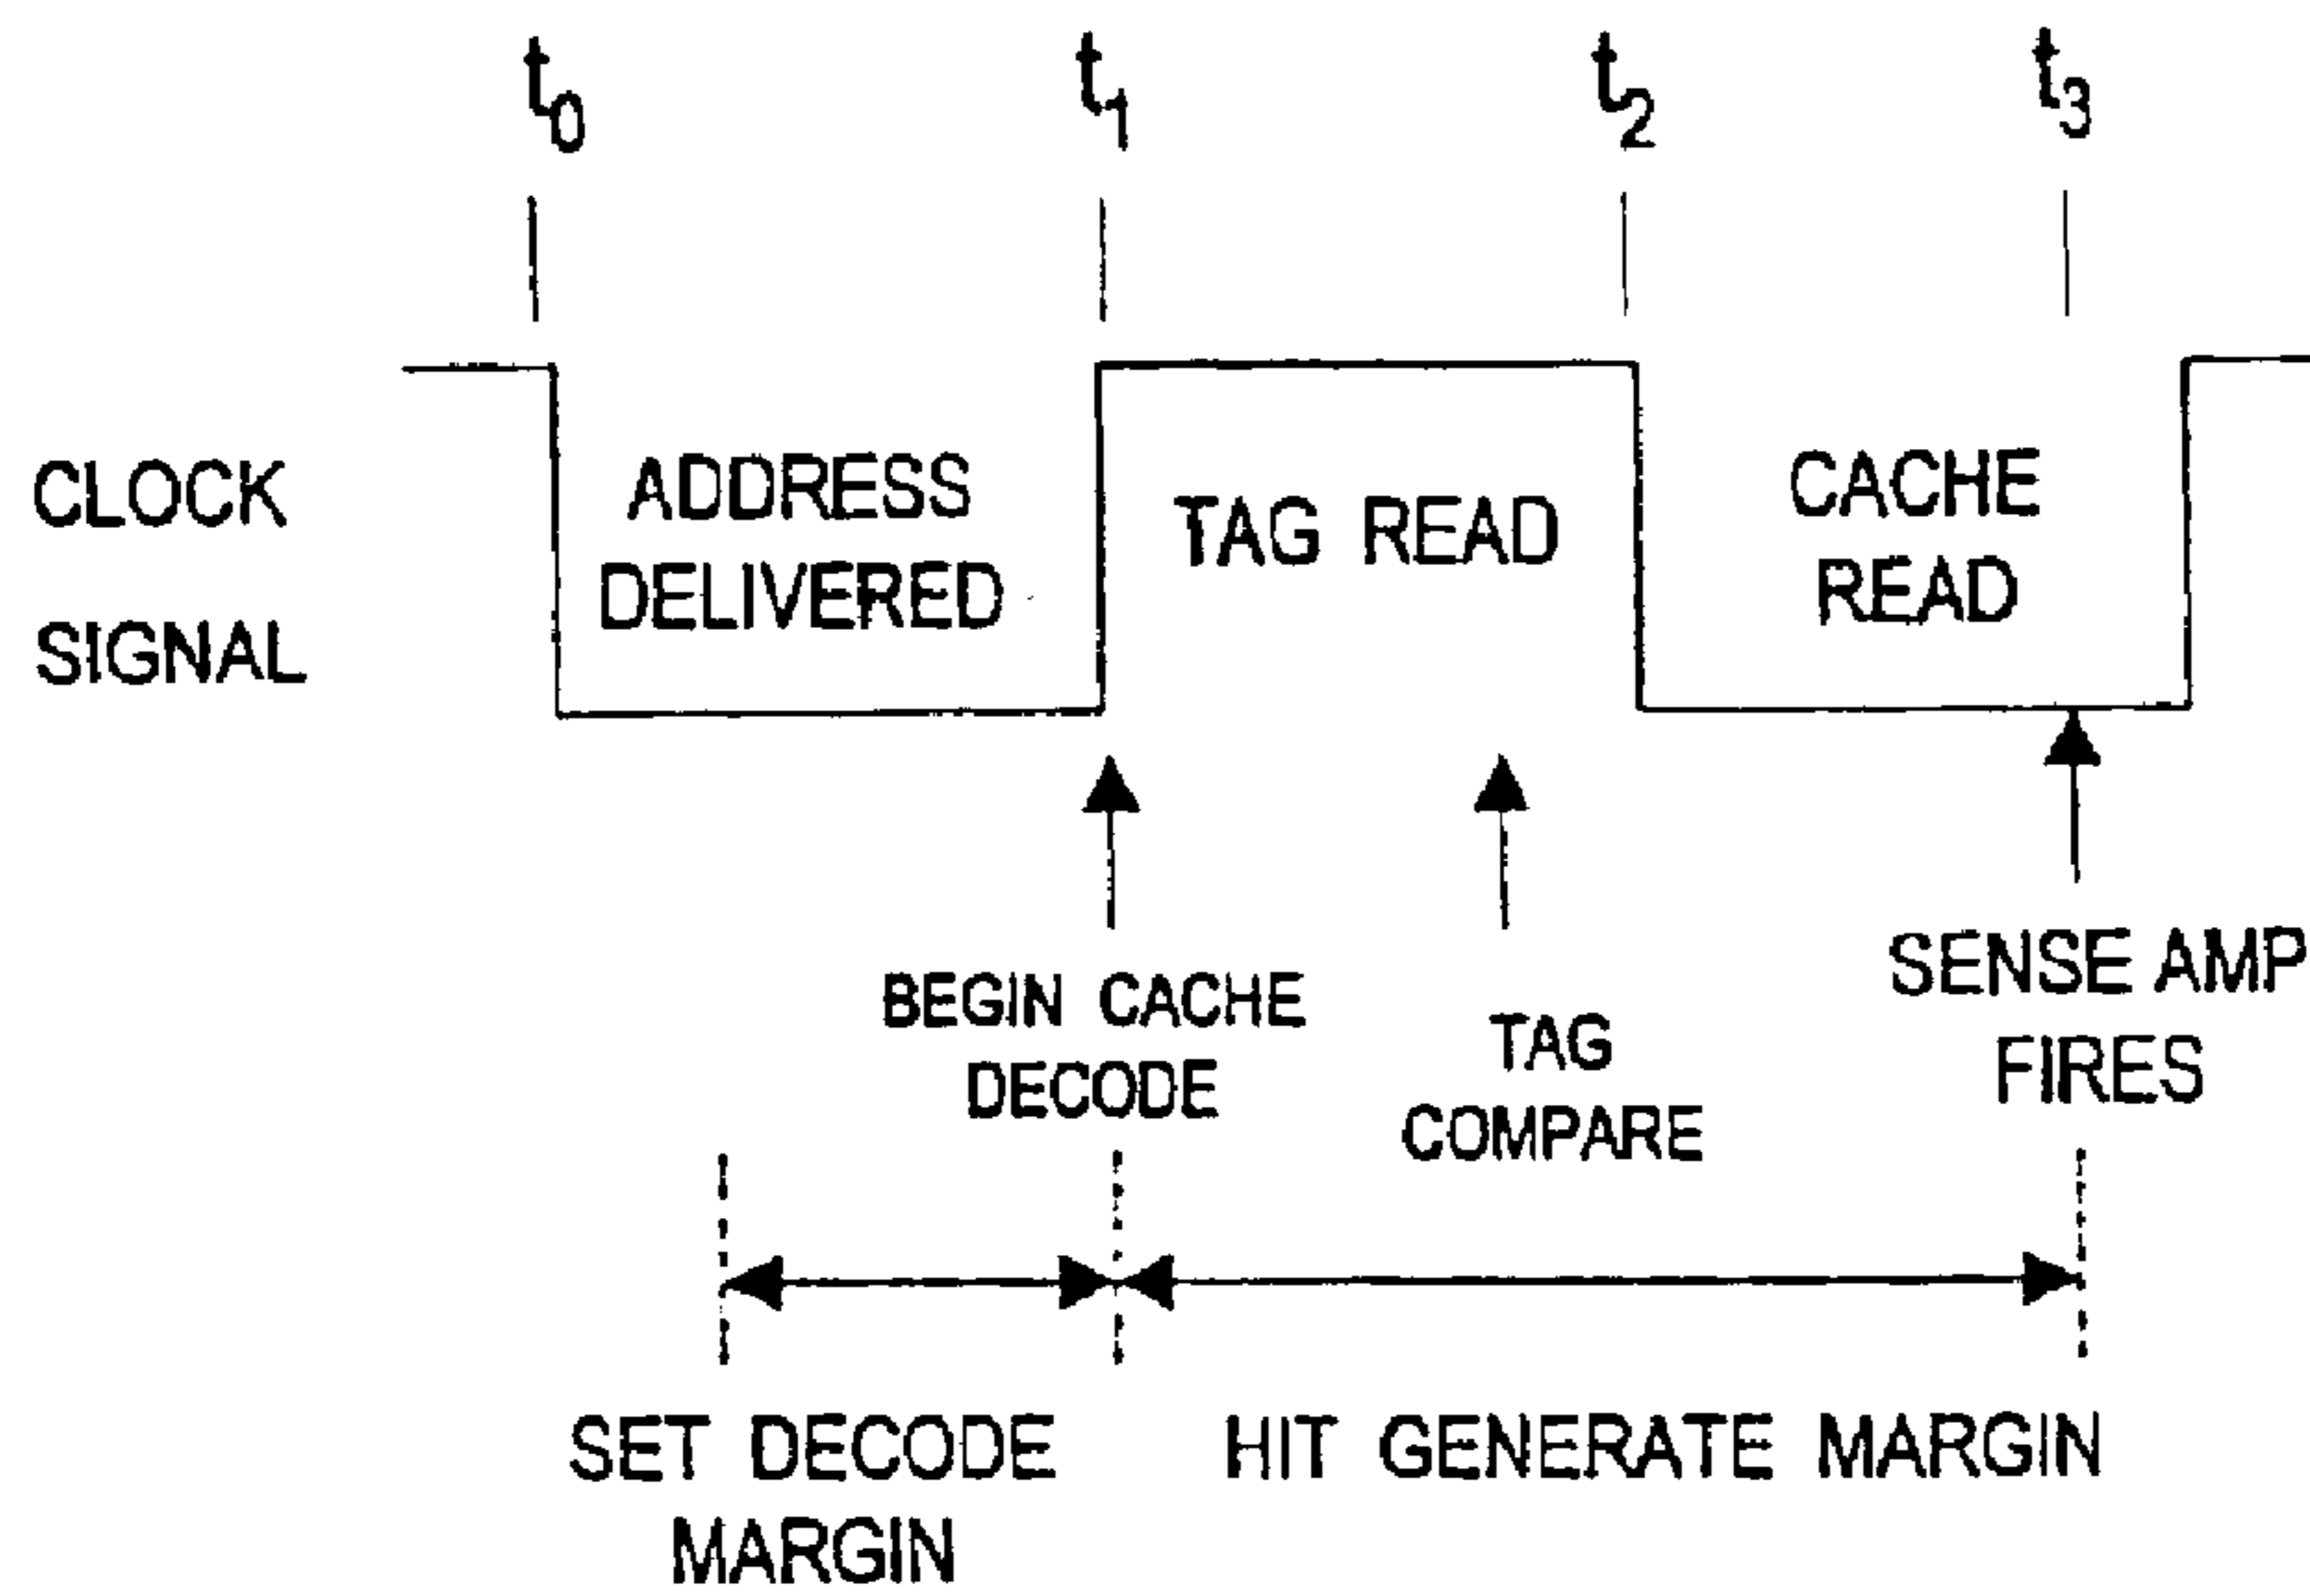 t0 t1 t2 t3
CLOCK
SIGNAL
ADDRESS
DELIVERED
TAG READ
CACHE
READ
BEGIN CACHE
DECODE
TAG
COMPARE
SENSE AMP
FIRES
SET DECODE
MARGIN
HIT GENERATE MARGIN